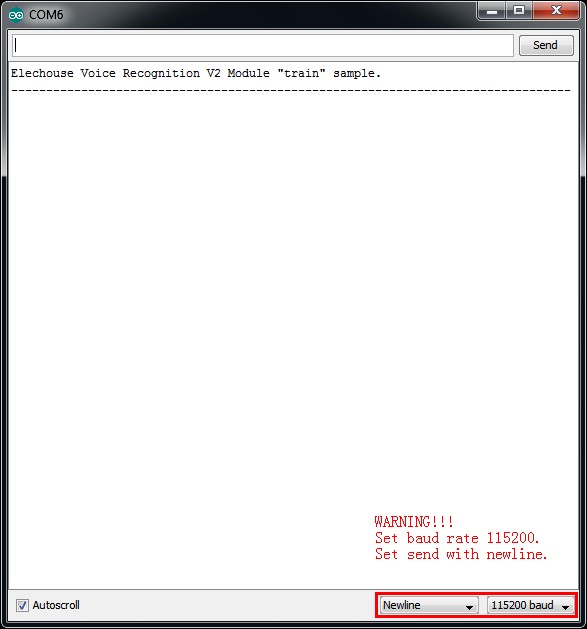 COM6
Send
Elechouse Voice Recognition V2 Module "train" sample.
--------------------------------------------------------------------------------
WARNING!!!
Set baud rate 115200.
Set send with newline.
Autoscroll
Newline
115200 baud